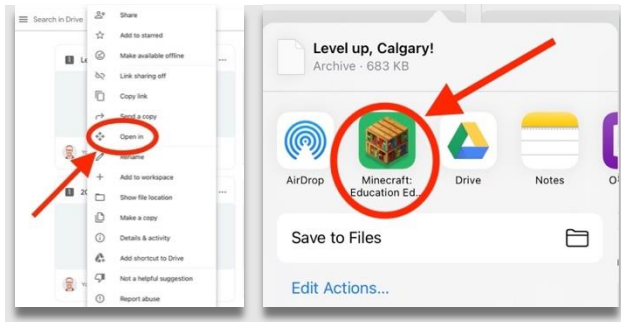 Search in Drive
Share
Add to starred
Make available offline
Link sharing off
Copy link
Send a copy
Open in
Rename
Add to workspace
Show file location
Make a copy
Details & activity
Add shortcut to Drive
Not a helpful suggestion
Report abuse
Level up, Calgary!
Archive · 683 KB
AirDrop
Minecraft:
Education Ed...
Drive
Notes
Save to Files
Edit Actions...